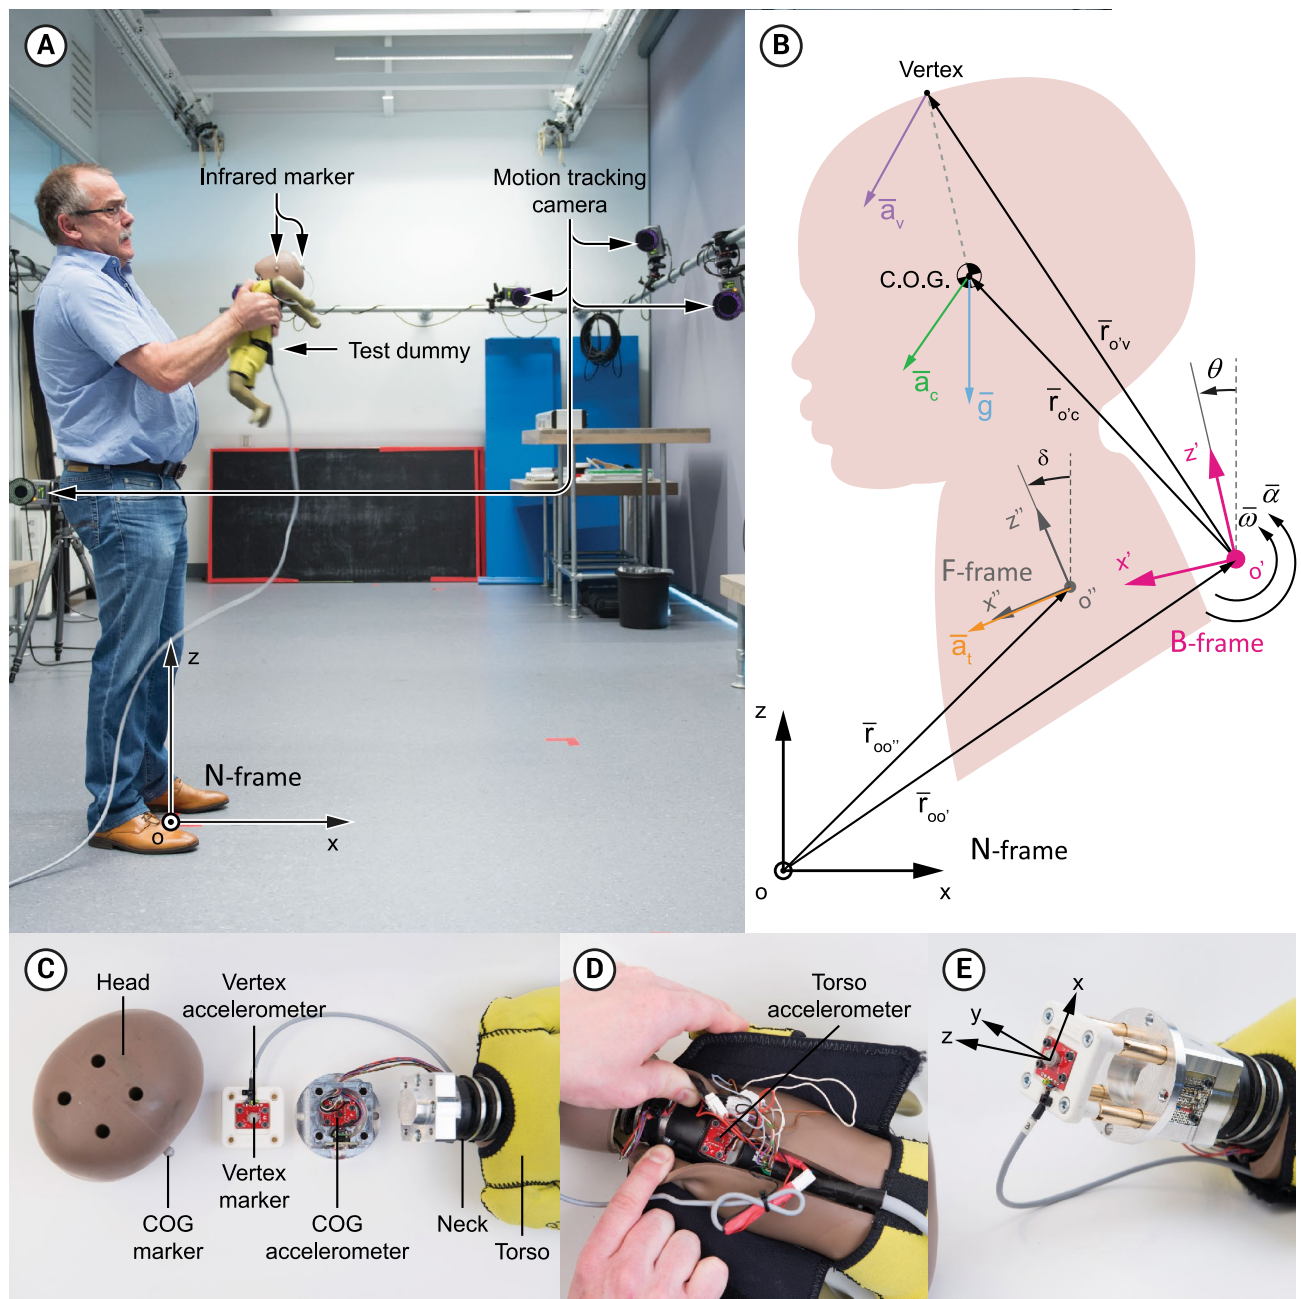 A
Infrared marker
Motion tracking
camera
Test dummy
z
N-frame
o
x
B
Vertex
a̅v
C.O.G.
r̅o'v
a̅c
g̅
r̅o'c
θ
z'
δ
α̅
ω̅
z''
x'
o'
F-frame
x''
o''
a̅t
B-frame
z
r̅oo''
r̅oo'
N-frame
o
x
C
Head
Vertex
accelerometer
Vertex
marker
COG
marker
COG
accelerometer
Neck
Torso
D
Torso
accelerometer
E
x
y
z